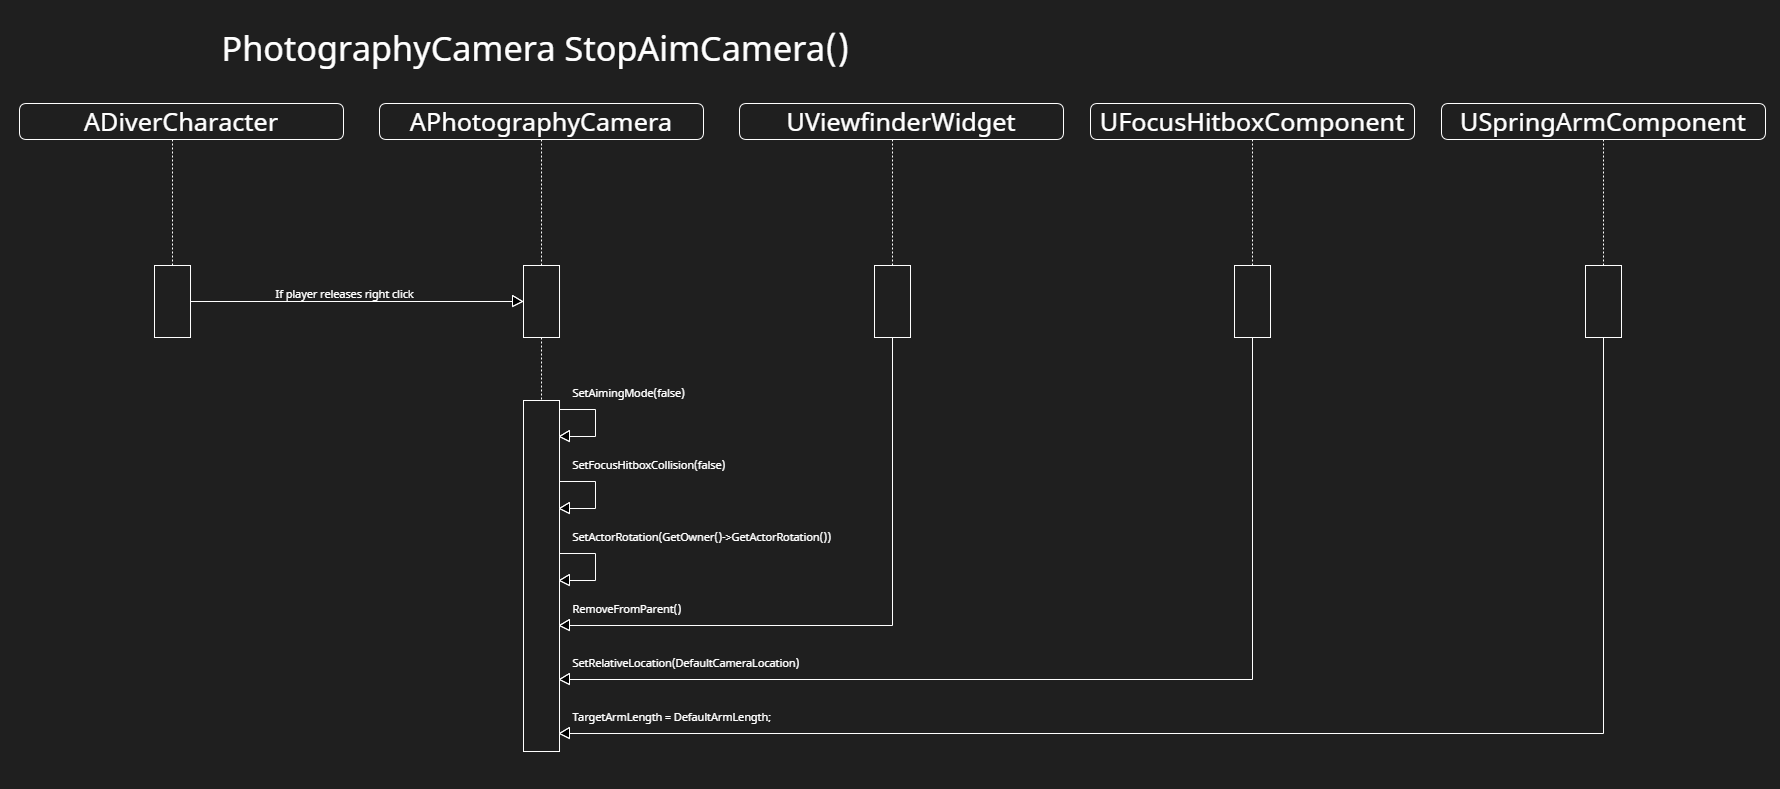 PhotographyCamera StopAimCamera()
ADiverCharacter
APhotographyCamera
UViewfinderWidget
UFocusHitboxComponent
USpringArmComponent
If player releases right click
SetAimingMode(false)
SetFocusHitboxCollision(false)
SetActorRotation(GetOwner()->GetActorRotation())
RemoveFromParent()
SetRelativeLocation(DefaultCameraLocation)
TargetArmLength = DefaultArmLength;